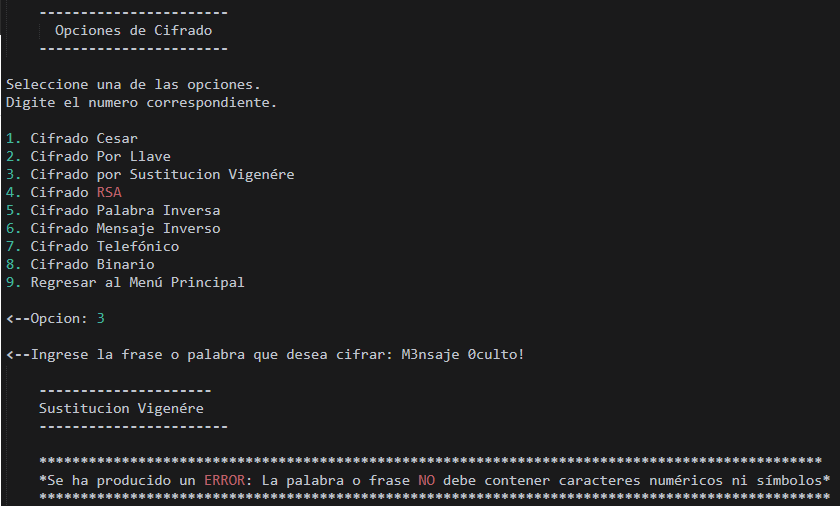 -----------------------
Opciones de Cifrado
-----------------------
Seleccione una de las opciones.
Digite el numero correspondiente.
1. Cifrado Cesar
2. Cifrado Por Llave
3. Cifrado por Sustitucion Vigenére
4. Cifrado RSA
5. Cifrado Palabra Inversa
6. Cifrado Mensaje Inverso
7. Cifrado Telefónico
8. Cifrado Binario
9. Regresar al Menú Principal
<--Opcion: 3
<--Ingrese la frase o palabra que desea cifrar: M3nsaje 0culto!
---------------------
Sustitucion Vigenére
-----------------------
***********************************************************************************************
*Se ha producido un ERROR: La palabra o frase NO debe contener caracteres numéricos ni símbolos*
************************************************************************************************